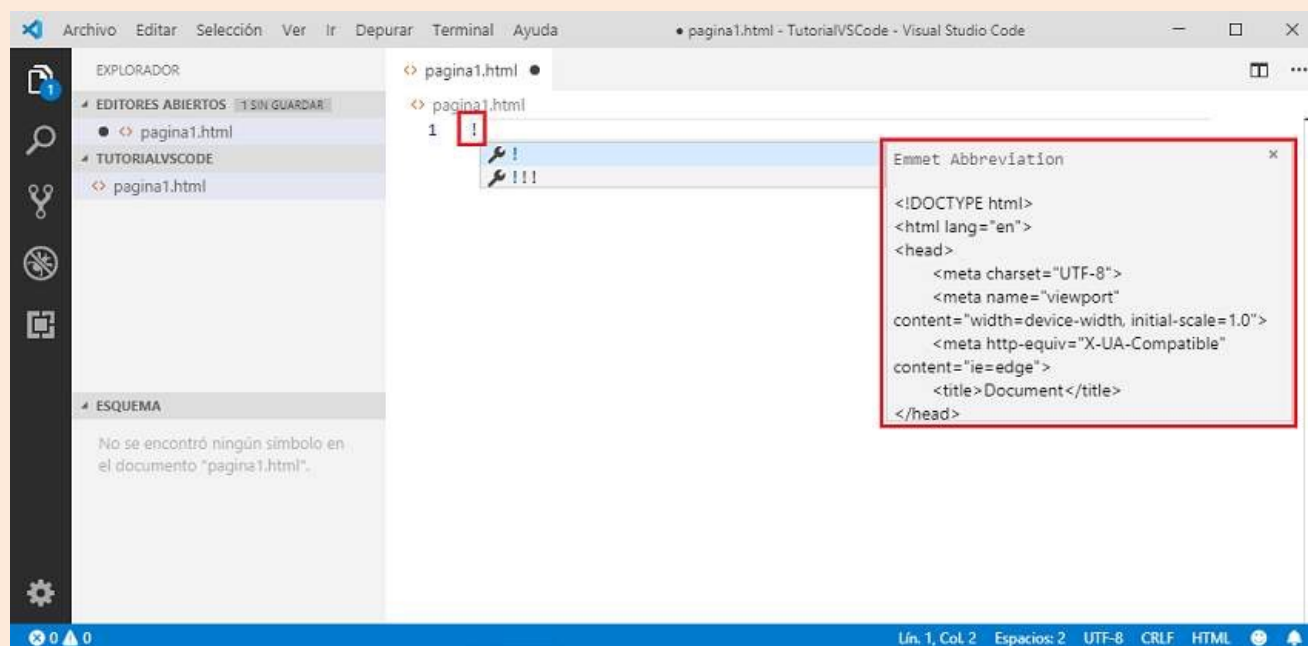 Archivo Editar Selección Ver Ir Depurar Terminal Ayuda
● pagina1.html - TutorialVSCode - Visual Studio Code
1
EXPLORADOR
EDITORES ABIERTOS 1 SIN GUARDAR
● <> pagina1.html
TUTORIALVSCODE
<> pagina1.html
ESQUEMA
No se encontró ningún símbolo en
el documento "pagina1.html".
<> pagina1.html ●
<> pagina1.html
1 !
!
!!!
Emmet Abbreviation
<!DOCTYPE html>
<html lang="en">
<head>
<meta charset="UTF-8">
<meta name="viewport"
content="width=device-width, initial-scale=1.0">
<meta http-equiv="X-UA-Compatible"
content="ie=edge">
<title>Document</title>
</head>
0 0
Lín. 1, Col. 2 Espacios: 2 UTF-8 CRLF HTML